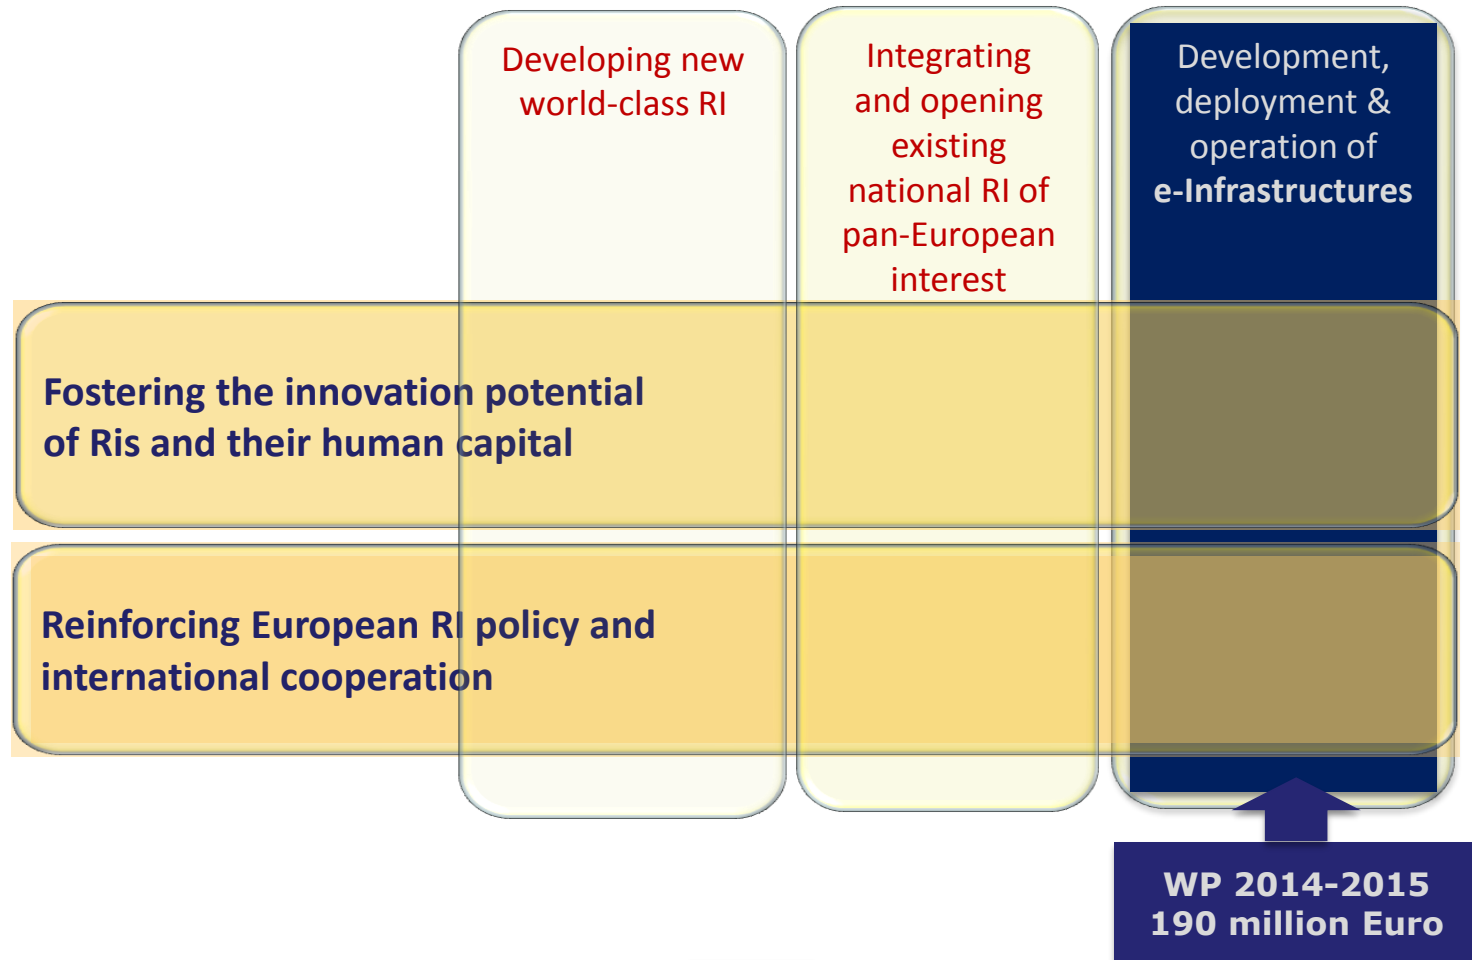 Developing new
world-class RI
Integrating
and opening
existing
national RI of
pan-European
interest
Development,
deployment &
operation of
e-Infrastructures
Fostering the innovation potential
of Ris and their human capital
Reinforcing European RI policy and
international cooperation
WP 2014-2015
190 million Euro